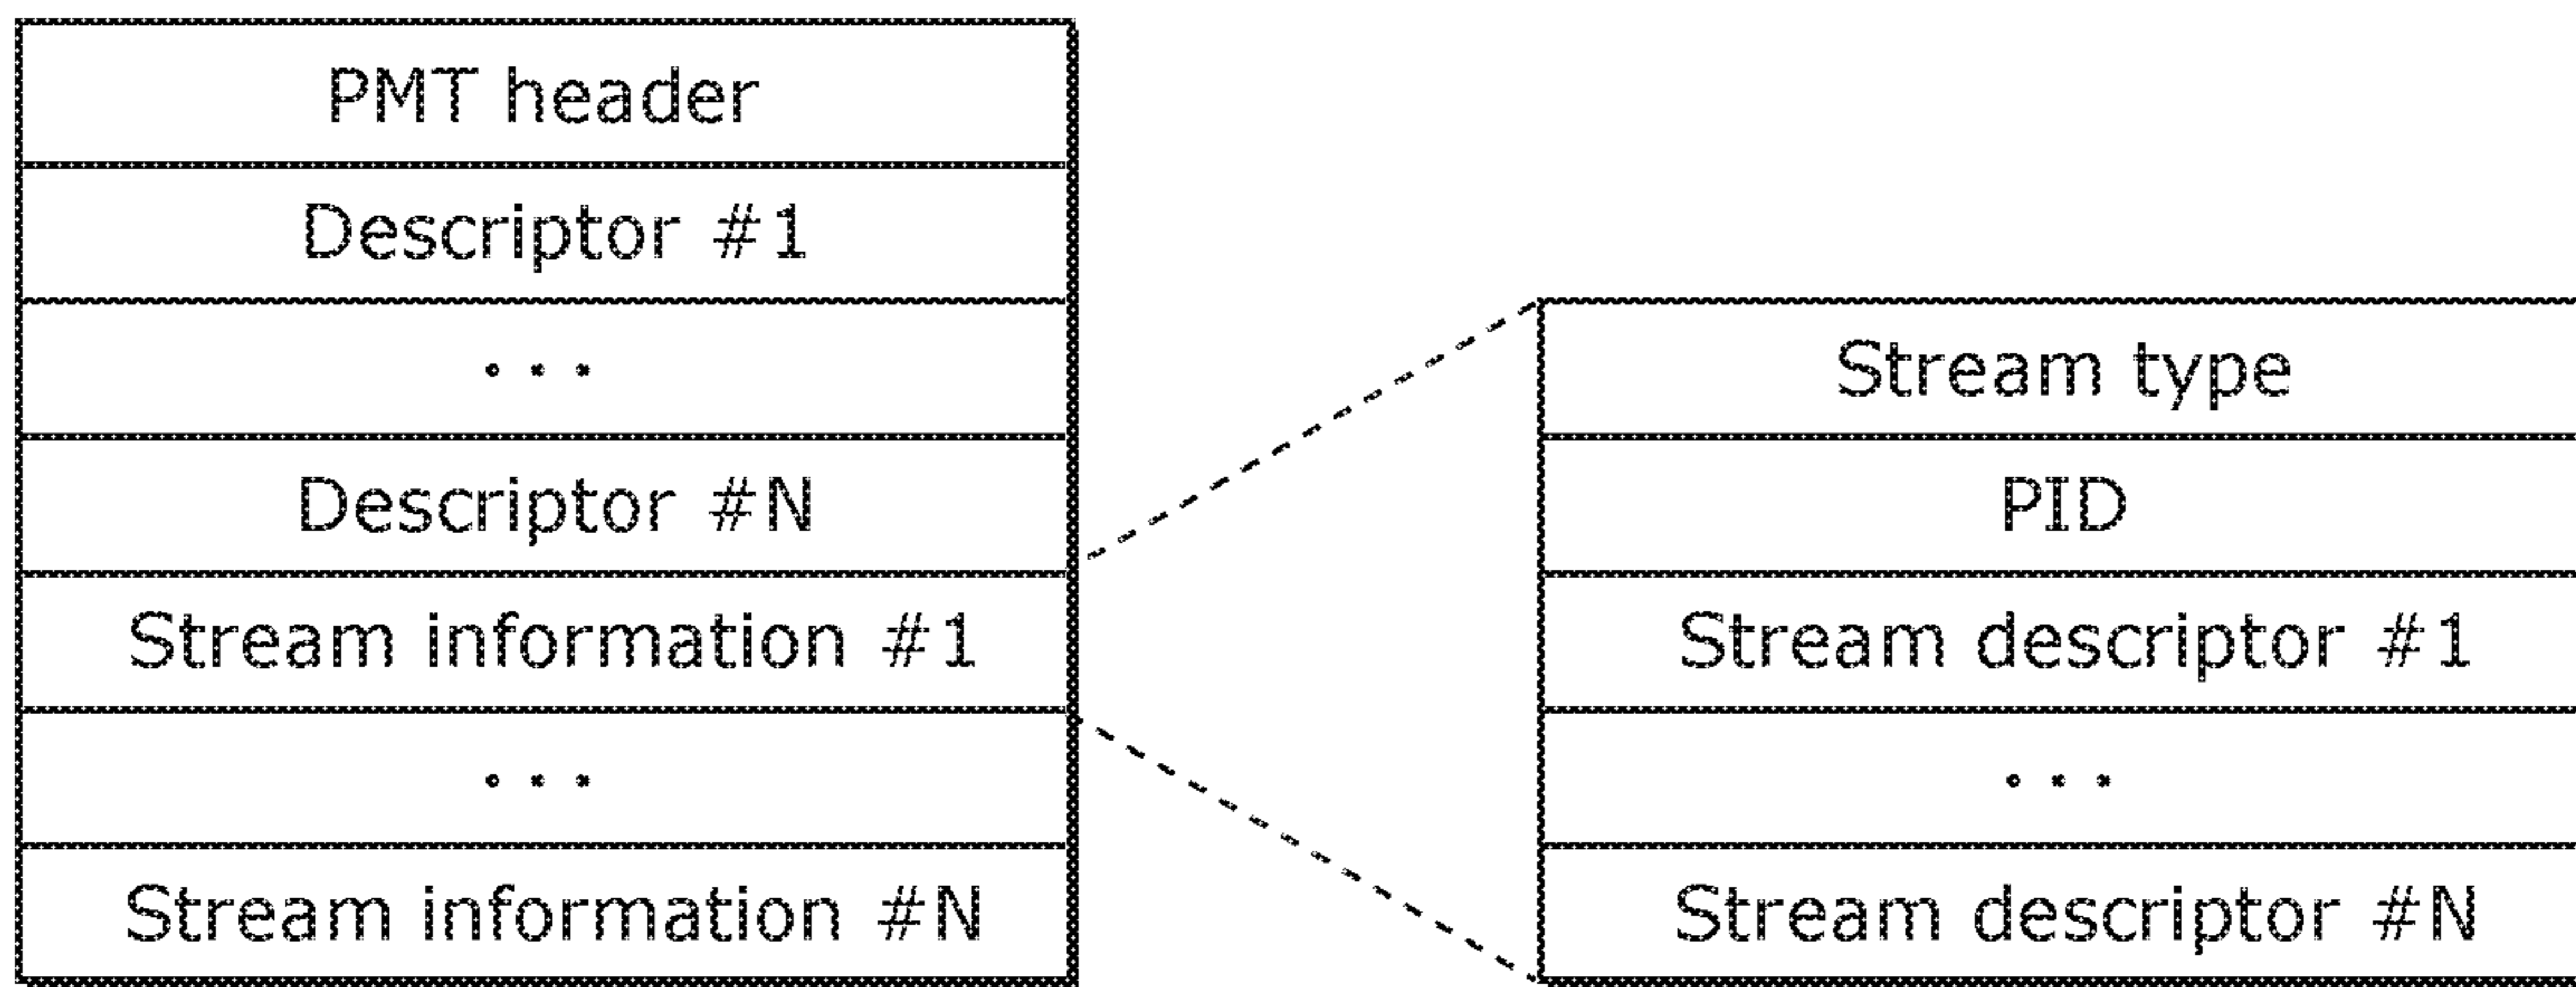 PMT header
Descriptor #1
...
Descriptor #N
Stream information #1
...
Stream information #N
Stream type
PID
Stream descriptor #1
...
Stream descriptor #N